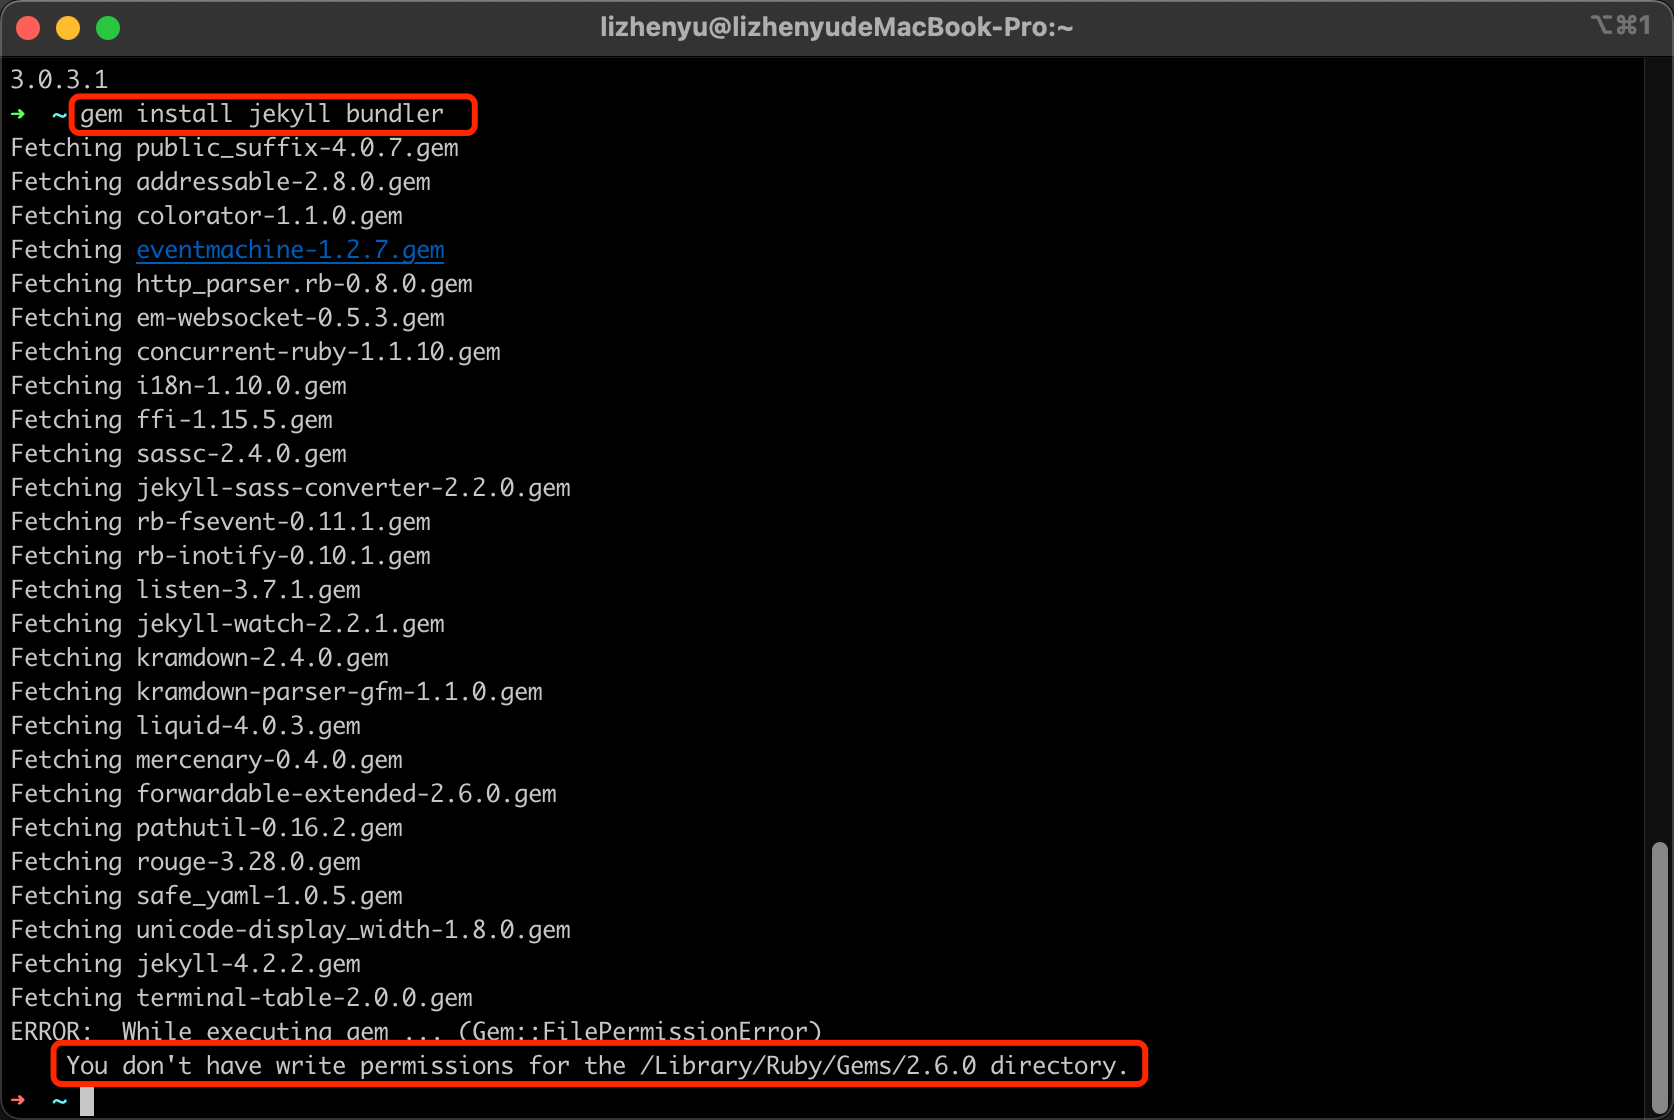 lizhenyu@lizhenyudeMacBook-Pro:~ ⌥⌘1
3.0.3.1
➜ ~ gem install jekyll bundler
Fetching public_suffix-4.0.7.gem
Fetching addressable-2.8.0.gem
Fetching colorator-1.1.0.gem
Fetching eventmachine-1.2.7.gem
Fetching http_parser.rb-0.8.0.gem
Fetching em-websocket-0.5.3.gem
Fetching concurrent-ruby-1.1.10.gem
Fetching i18n-1.10.0.gem
Fetching ffi-1.15.5.gem
Fetching sassc-2.4.0.gem
Fetching jekyll-sass-converter-2.2.0.gem
Fetching rb-fsevent-0.11.1.gem
Fetching rb-inotify-0.10.1.gem
Fetching listen-3.7.1.gem
Fetching jekyll-watch-2.2.1.gem
Fetching kramdown-2.4.0.gem
Fetching kramdown-parser-gfm-1.1.0.gem
Fetching liquid-4.0.3.gem
Fetching mercenary-0.4.0.gem
Fetching forwardable-extended-2.6.0.gem
Fetching pathutil-0.16.2.gem
Fetching rouge-3.28.0.gem
Fetching safe_yaml-1.0.5.gem
Fetching unicode-display_width-1.8.0.gem
Fetching jekyll-4.2.2.gem
Fetching terminal-table-2.0.0.gem
ERROR:  While executing gem ... (Gem::FilePermissionError)
You don't have write permissions for the /Library/Ruby/Gems/2.6.0 directory.
➜ ~